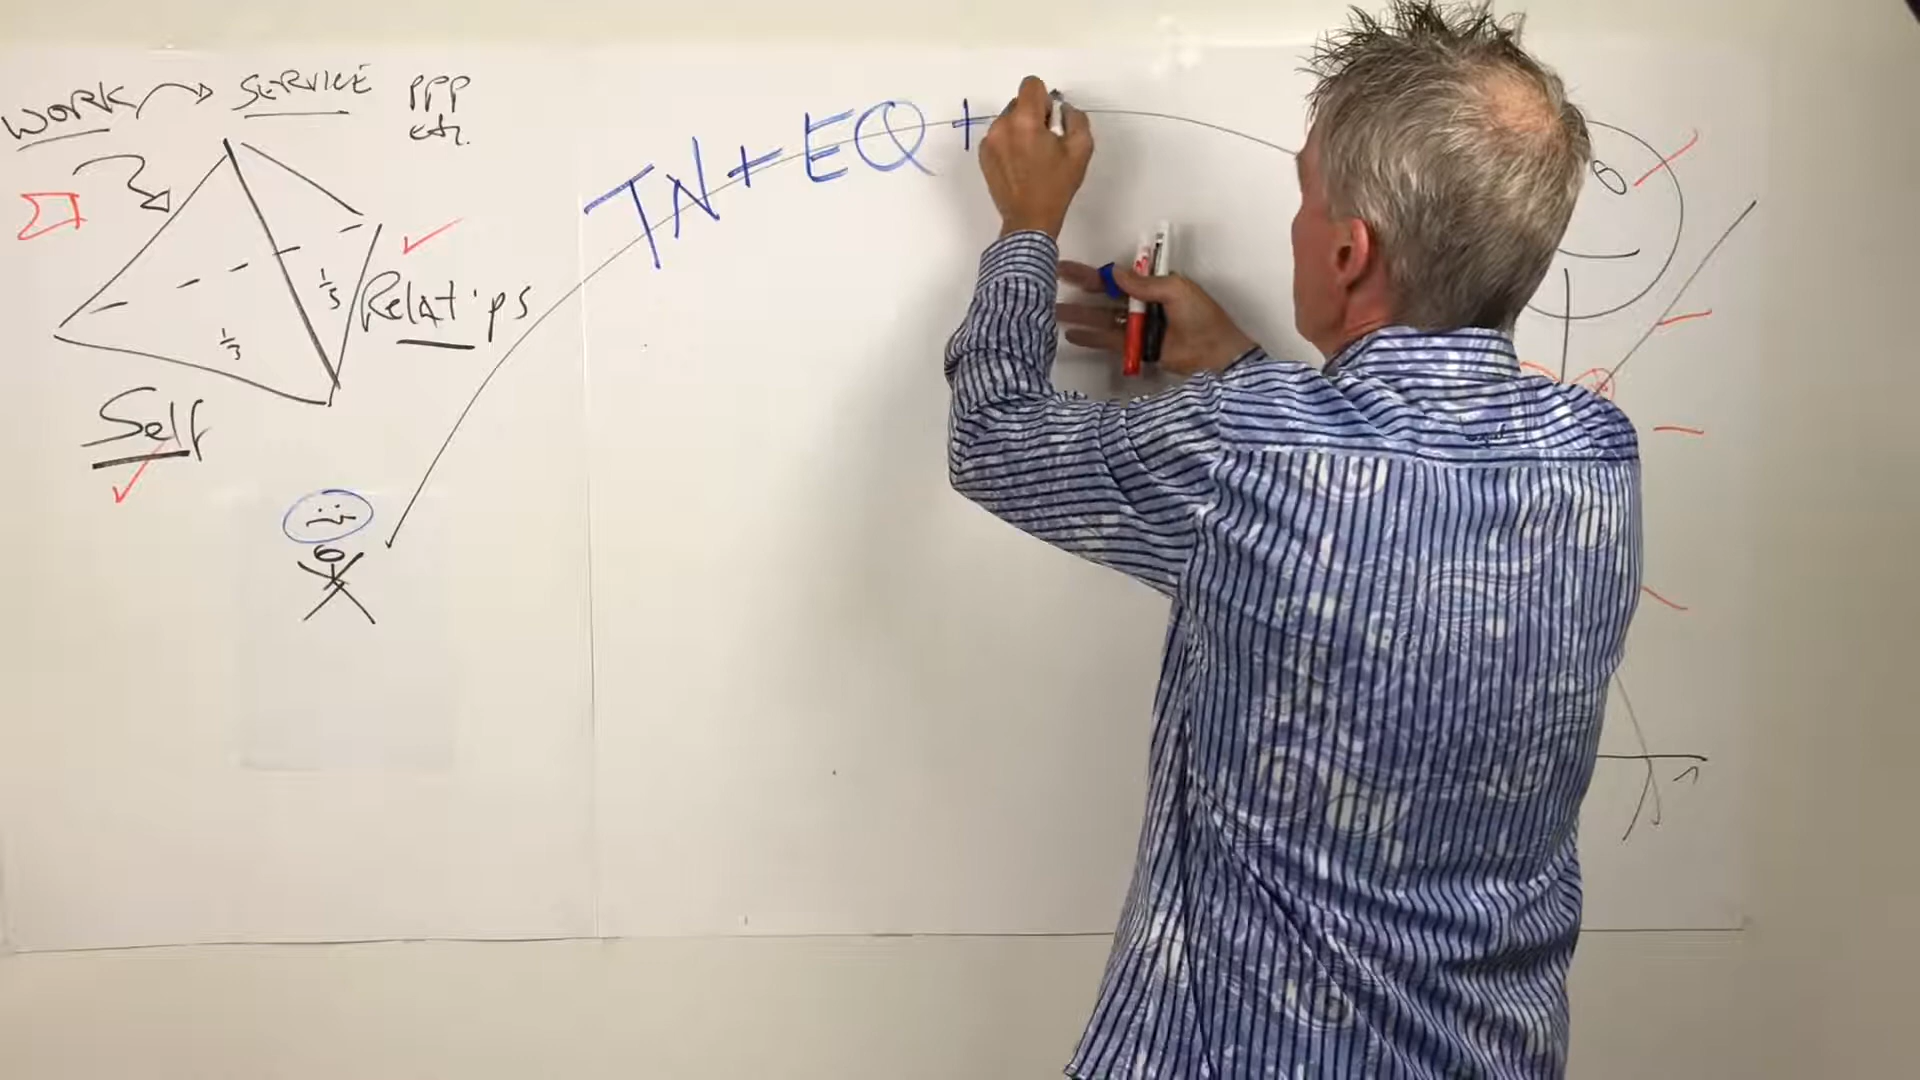 WORK → SERVICE PPP
etc.
TN + EQ +
1/3
Relat'ps
1/3
Self